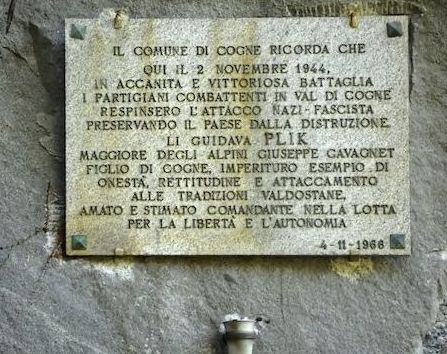 IL COMUNE DI COGNE RICORDA CHE
QUI IL 2 NOVEMBRE 1944,
IN ACCANITA E VITTORIOSA BATTAGLIA
I PARTIGIANI COMBATTENTI IN VAL DI COGNE
RESPINSERO L'ATTACCO NAZI-FASCISTA
PRESERVANDO IL PAESE DALLA DISTRUZIONE.
LI GUIDAVA PLIK
MAGGIORE DEGLI ALPINI GIUSEPPE CAVAGNET
FIGLIO DI COGNE, IMPERITURO ESEMPIO DI
ONESTÀ, RETTITUDINE E ATTACCAMENTO
ALLE TRADIZIONI VALDOSTANE,
AMATO E STIMATO COMANDANTE NELLA LOTTA
PER LA LIBERTÀ E L'AUTONOMIA
4-11-1966